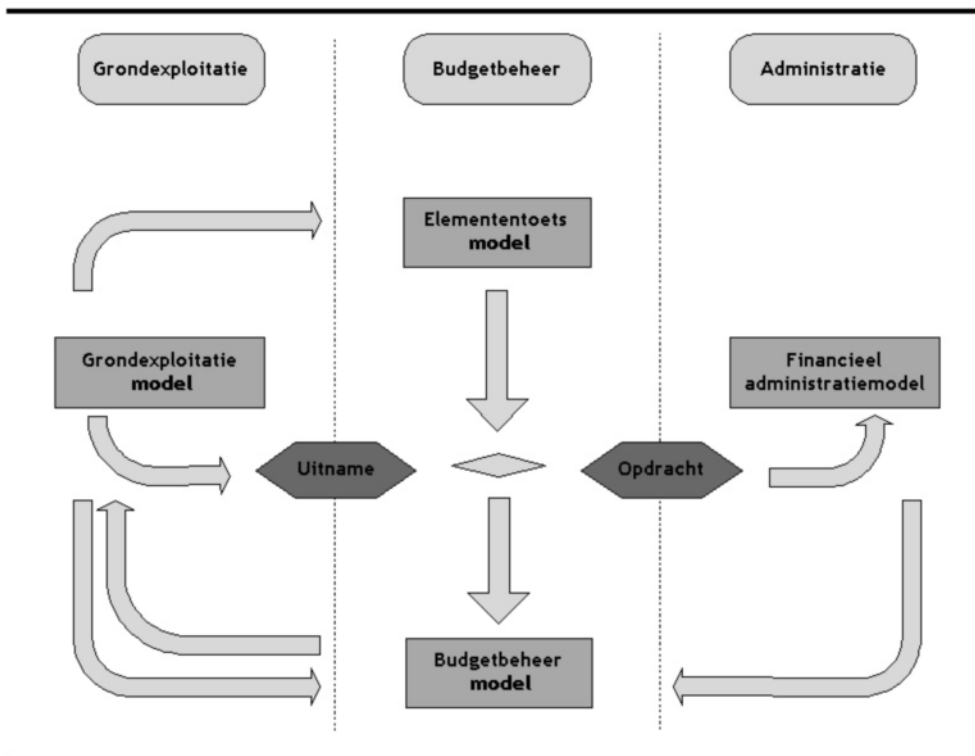 Grondexploitatie
Budgetbeheer
Administratie
Elemententoets
model
Grondexploitatie
model
Financieel
administratiemodel
Uitname
Opdracht
Budgetbeheer
model